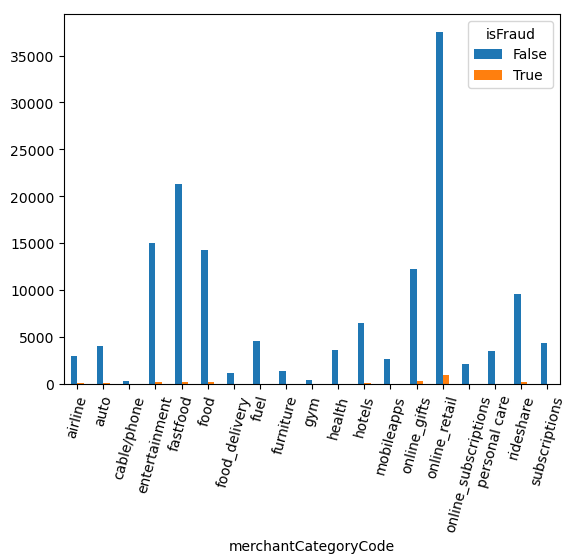 isFraud
False
True
35000
30000
25000
20000
15000
10000
5000
0
airline
auto
cable/phone
entertainment
fastfood
food
food_delivery
fuel
furniture
gym
health
hotels
mobileapps
online_gifts
online_retail
online_subscriptions
personal care
rideshare
subscriptions
merchantCategoryCode